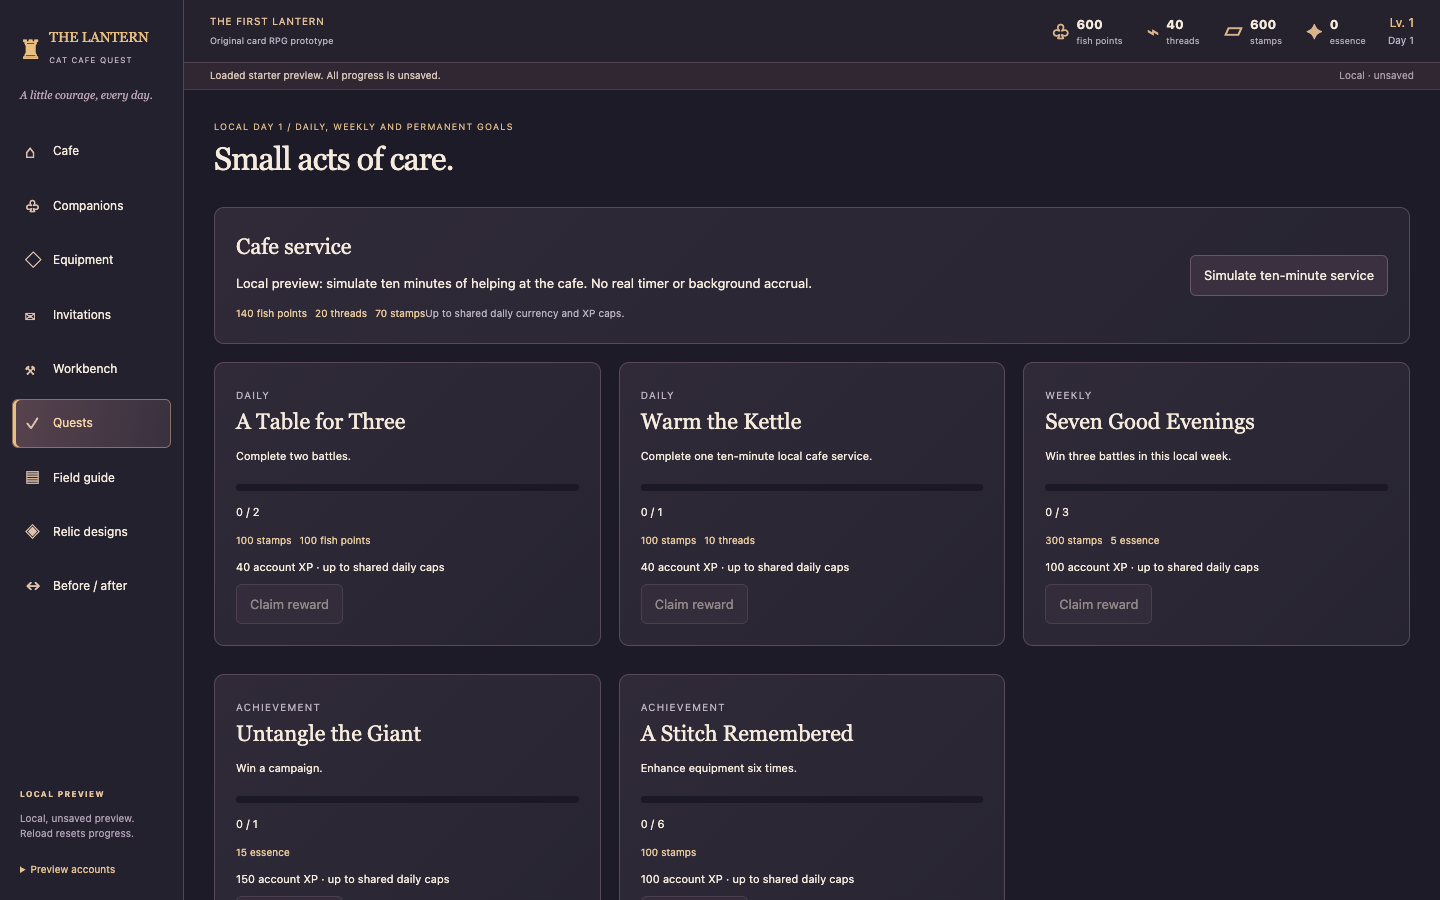 THE LANTERN
CAT CAFE QUEST
A little courage, every day.
Cafe
Companions
Equipment
Invitations
Workbench
Quests
Field guide
Relic designs
Before / after
LOCAL PREVIEW
Local, unsaved preview.
Reload resets progress.
Preview accounts
THE FIRST LANTERN
Original card RPG prototype
600 fish points
40 threads
600 stamps
0 essence
Lv. 1
Day 1
Loaded starter preview. All progress is unsaved.
Local · unsaved
LOCAL DAY 1 / DAILY, WEEKLY AND PERMANENT GOALS
Small acts of care.
Cafe service
Local preview: simulate ten minutes of helping at the cafe. No real timer or background accrual.
140 fish points 20 threads 70 stampsUp to shared daily currency and XP caps.
Simulate ten-minute service
DAILY
A Table for Three
Complete two battles.
0 / 2
100 stamps 100 fish points
40 account XP · up to shared daily caps
Claim reward
DAILY
Warm the Kettle
Complete one ten-minute local cafe service.
0 / 1
100 stamps 10 threads
40 account XP · up to shared daily caps
Claim reward
WEEKLY
Seven Good Evenings
Win three battles in this local week.
0 / 3
300 stamps 5 essence
100 account XP · up to shared daily caps
Claim reward
ACHIEVEMENT
Untangle the Giant
Win a campaign.
0 / 1
15 essence
150 account XP · up to shared daily caps
ACHIEVEMENT
A Stitch Remembered
Enhance equipment six times.
0 / 6
100 stamps
100 account XP · up to shared daily caps